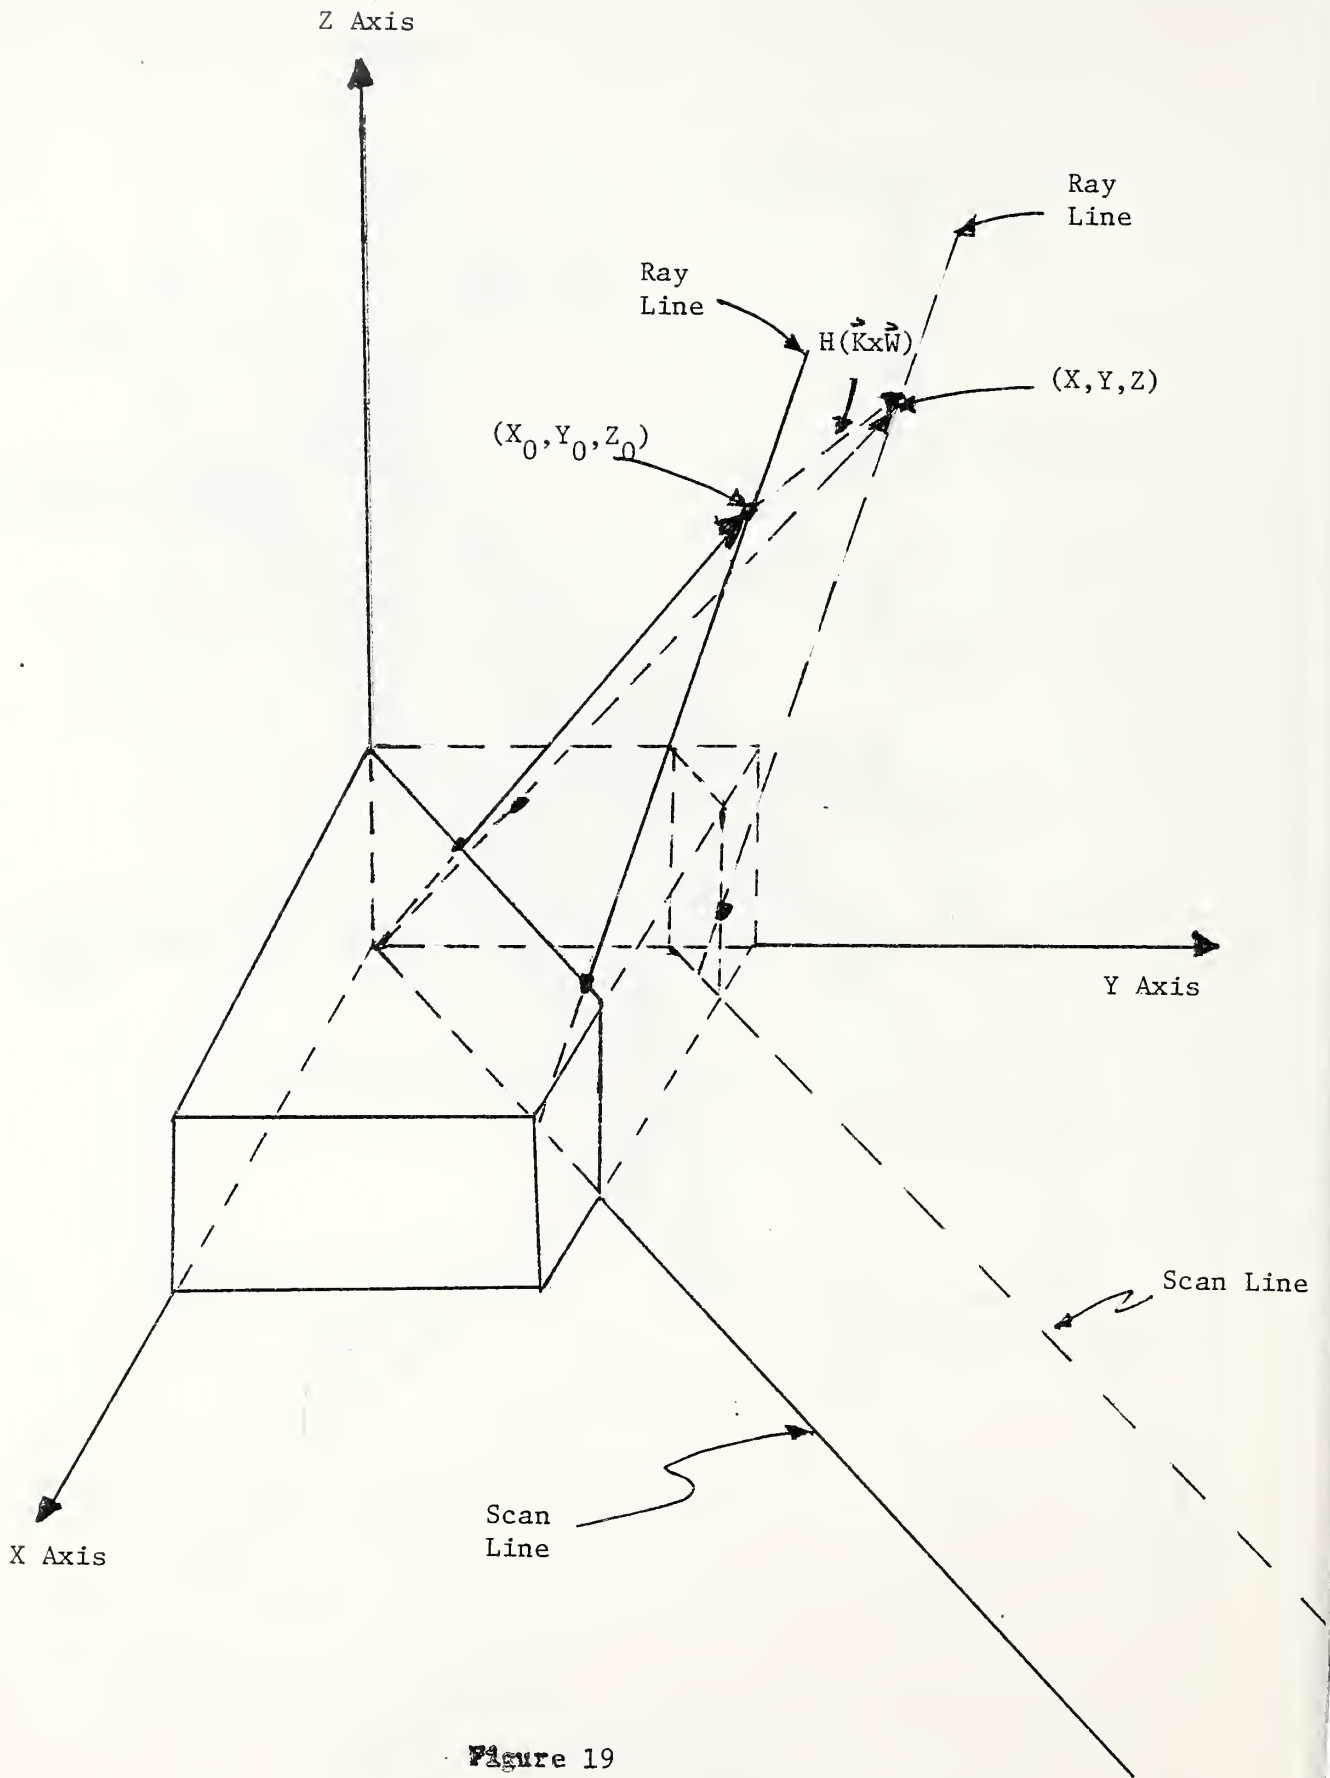 Z Axis
Ray
Line
Ray
Line
H(K⃗xW⃗)
(X,Y,Z)
(X₀,Y₀,Z₀)
Y Axis
Scan Line
Scan
Line
X Axis
Figure 19